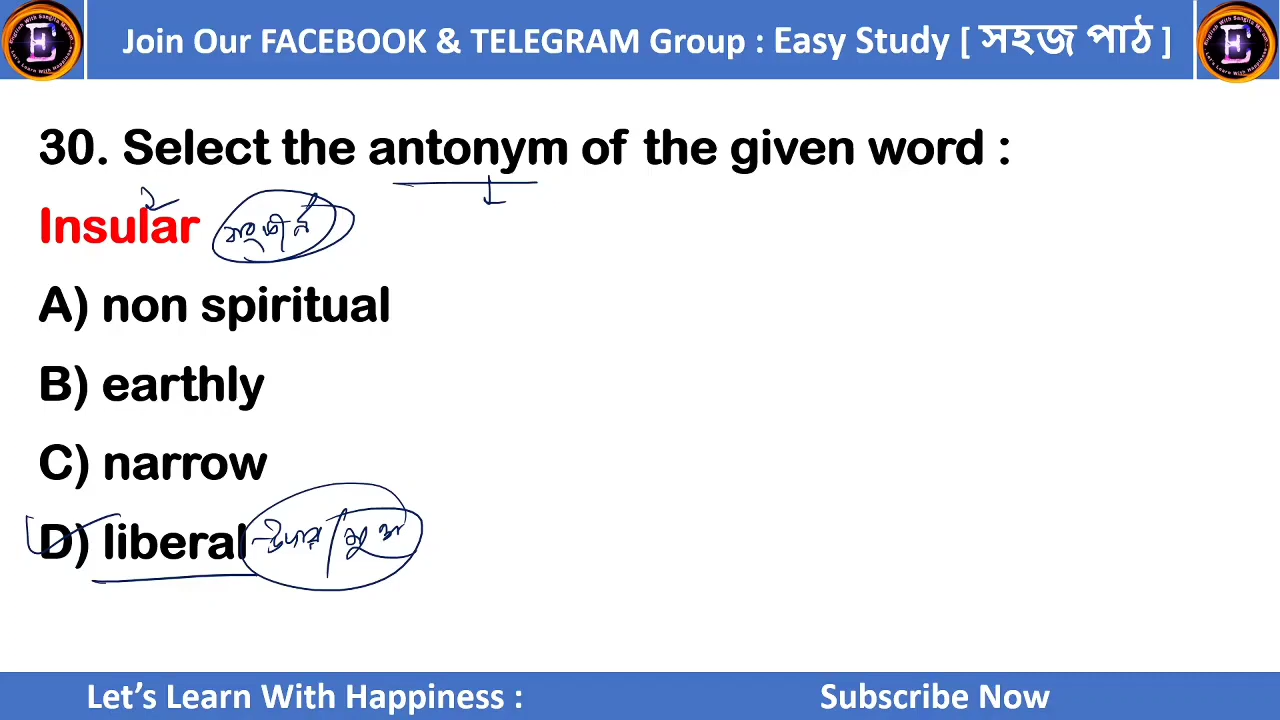 Join Our FACEBOOK & TELEGRAM Group : Easy Study [ সহজ পাঠ ]
30. Select the antonym of the given word :
Insular
A) non spiritual
B) earthly
C) narrow
D) liberal উদার / মুক্ত
Let's Learn With Happiness :
Subscribe Now